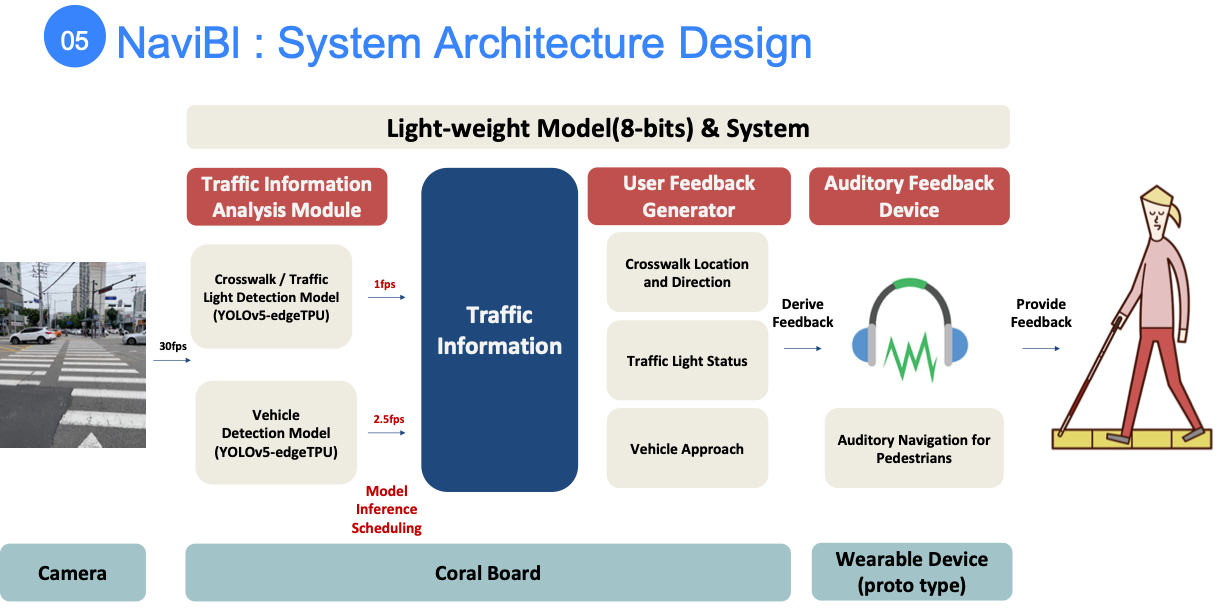 05
NaviBl : System Architecture Design
Light-weight Model(8-bits) & System
Traffic Information
Analysis Module
User Feedback
Generator
Auditory Feedback
Device
Crosswalk / Traffic
Light Detection Model
(YOLOv5-edgeTPU)
1fps
30fps
Vehicle
Detection Model
(YOLOv5-edgeTPU)
2.5fps
Model
Inference
Scheduling
Traffic
Information
Crosswalk Location
and Direction
Traffic Light Status
Vehicle Approach
Derive
Feedback
Auditory Navigation for
Pedestrians
Provide
Feedback
Camera
Coral Board
Wearable Device
(proto type)